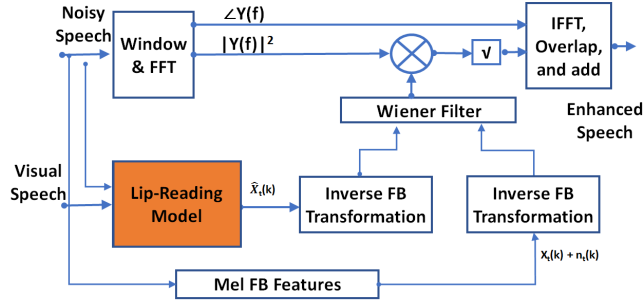 Noisy
Speech
Window
& FFT
∠Y(f)
|Y(f)|²
√
IFFT,
Overlap,
and add
Enhanced
Speech
Wiener Filter
Visual
Speech
Lip-Reading
Model
X̂ₜ(k)
Inverse FB
Transformation
Inverse FB
Transformation
Xₜ(k) + nₜ(k)
Mel FB Features